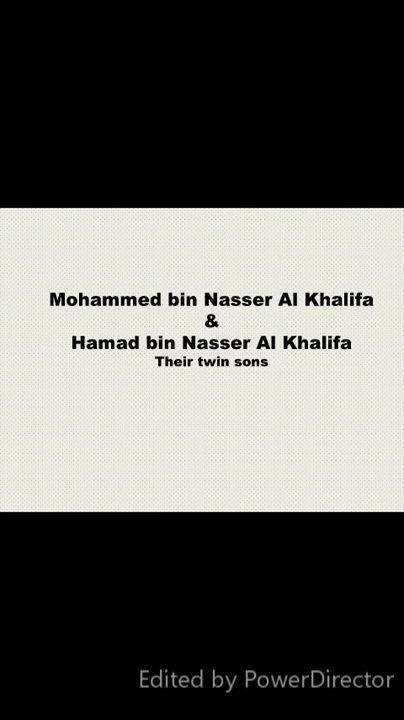 Mohammed bin Nasser Al Khalifa
&
Hamad bin Nasser Al Khalifa
Their twin sons
Edited by PowerDirector